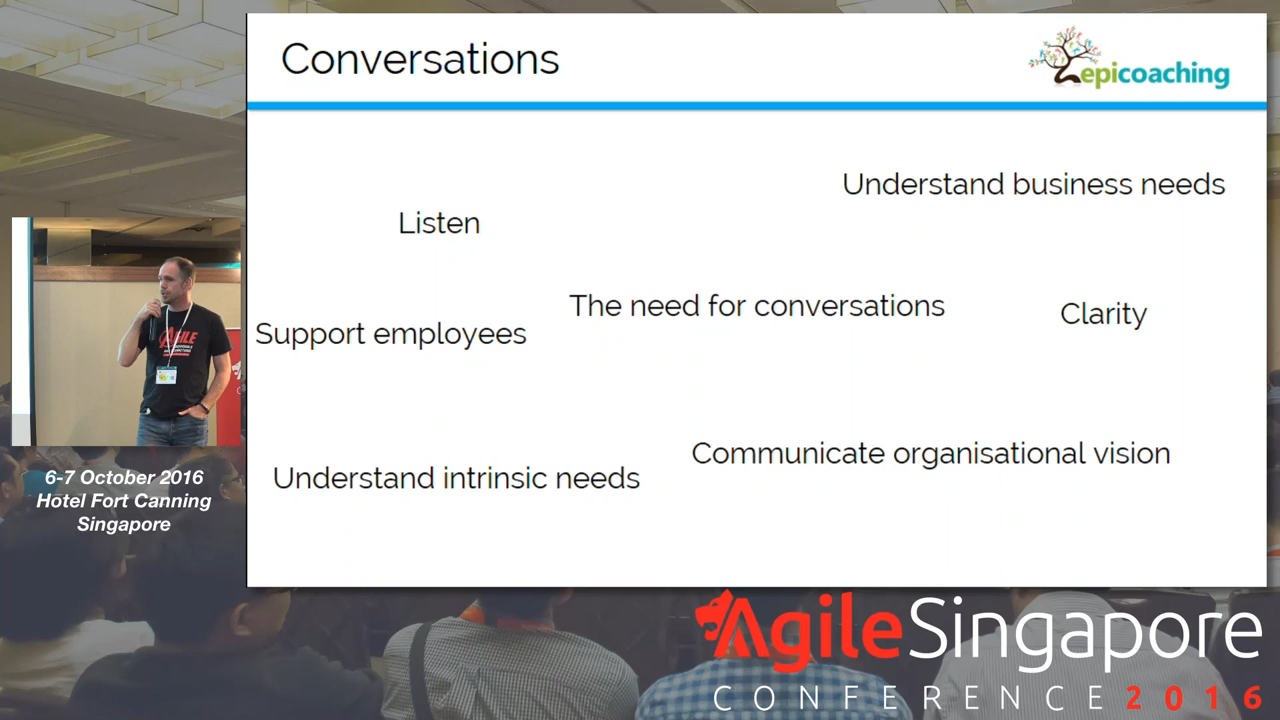 Conversations
epicoaching
Understand business needs
Listen
The need for conversations
Clarity
Support employees
Communicate organisational vision
Understand intrinsic needs
AGILE
6-7 October 2016
Hotel Fort Canning
Singapore
AgileSingapore
CONFERENCE 2016